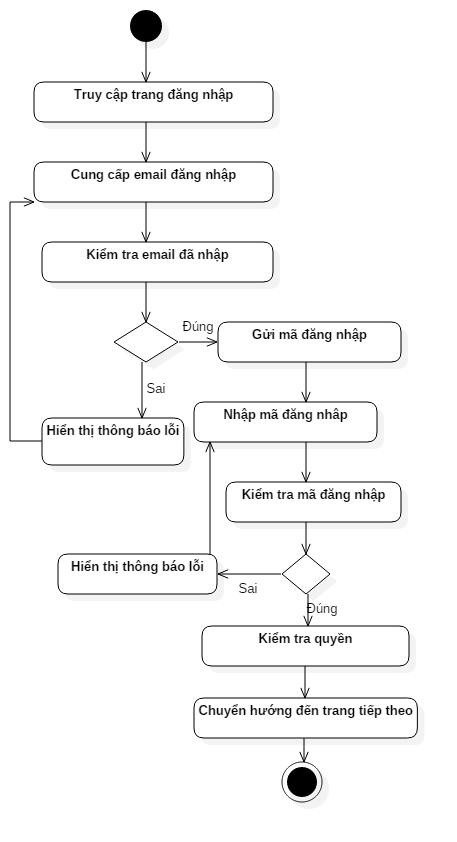 Truy cập trang đăng nhập
Cung cấp email đăng nhập
Kiểm tra email đã nhập
Đúng
Gửi mã đăng nhập
Sai
Nhập mã đăng nhâp
Hiển thị thông báo lỗi
Kiểm tra mã đăng nhập
Hiển thị thông báo lỗi
Sai
Đúng
Kiểm tra quyền
Chuyển hướng đến trang tiếp theo